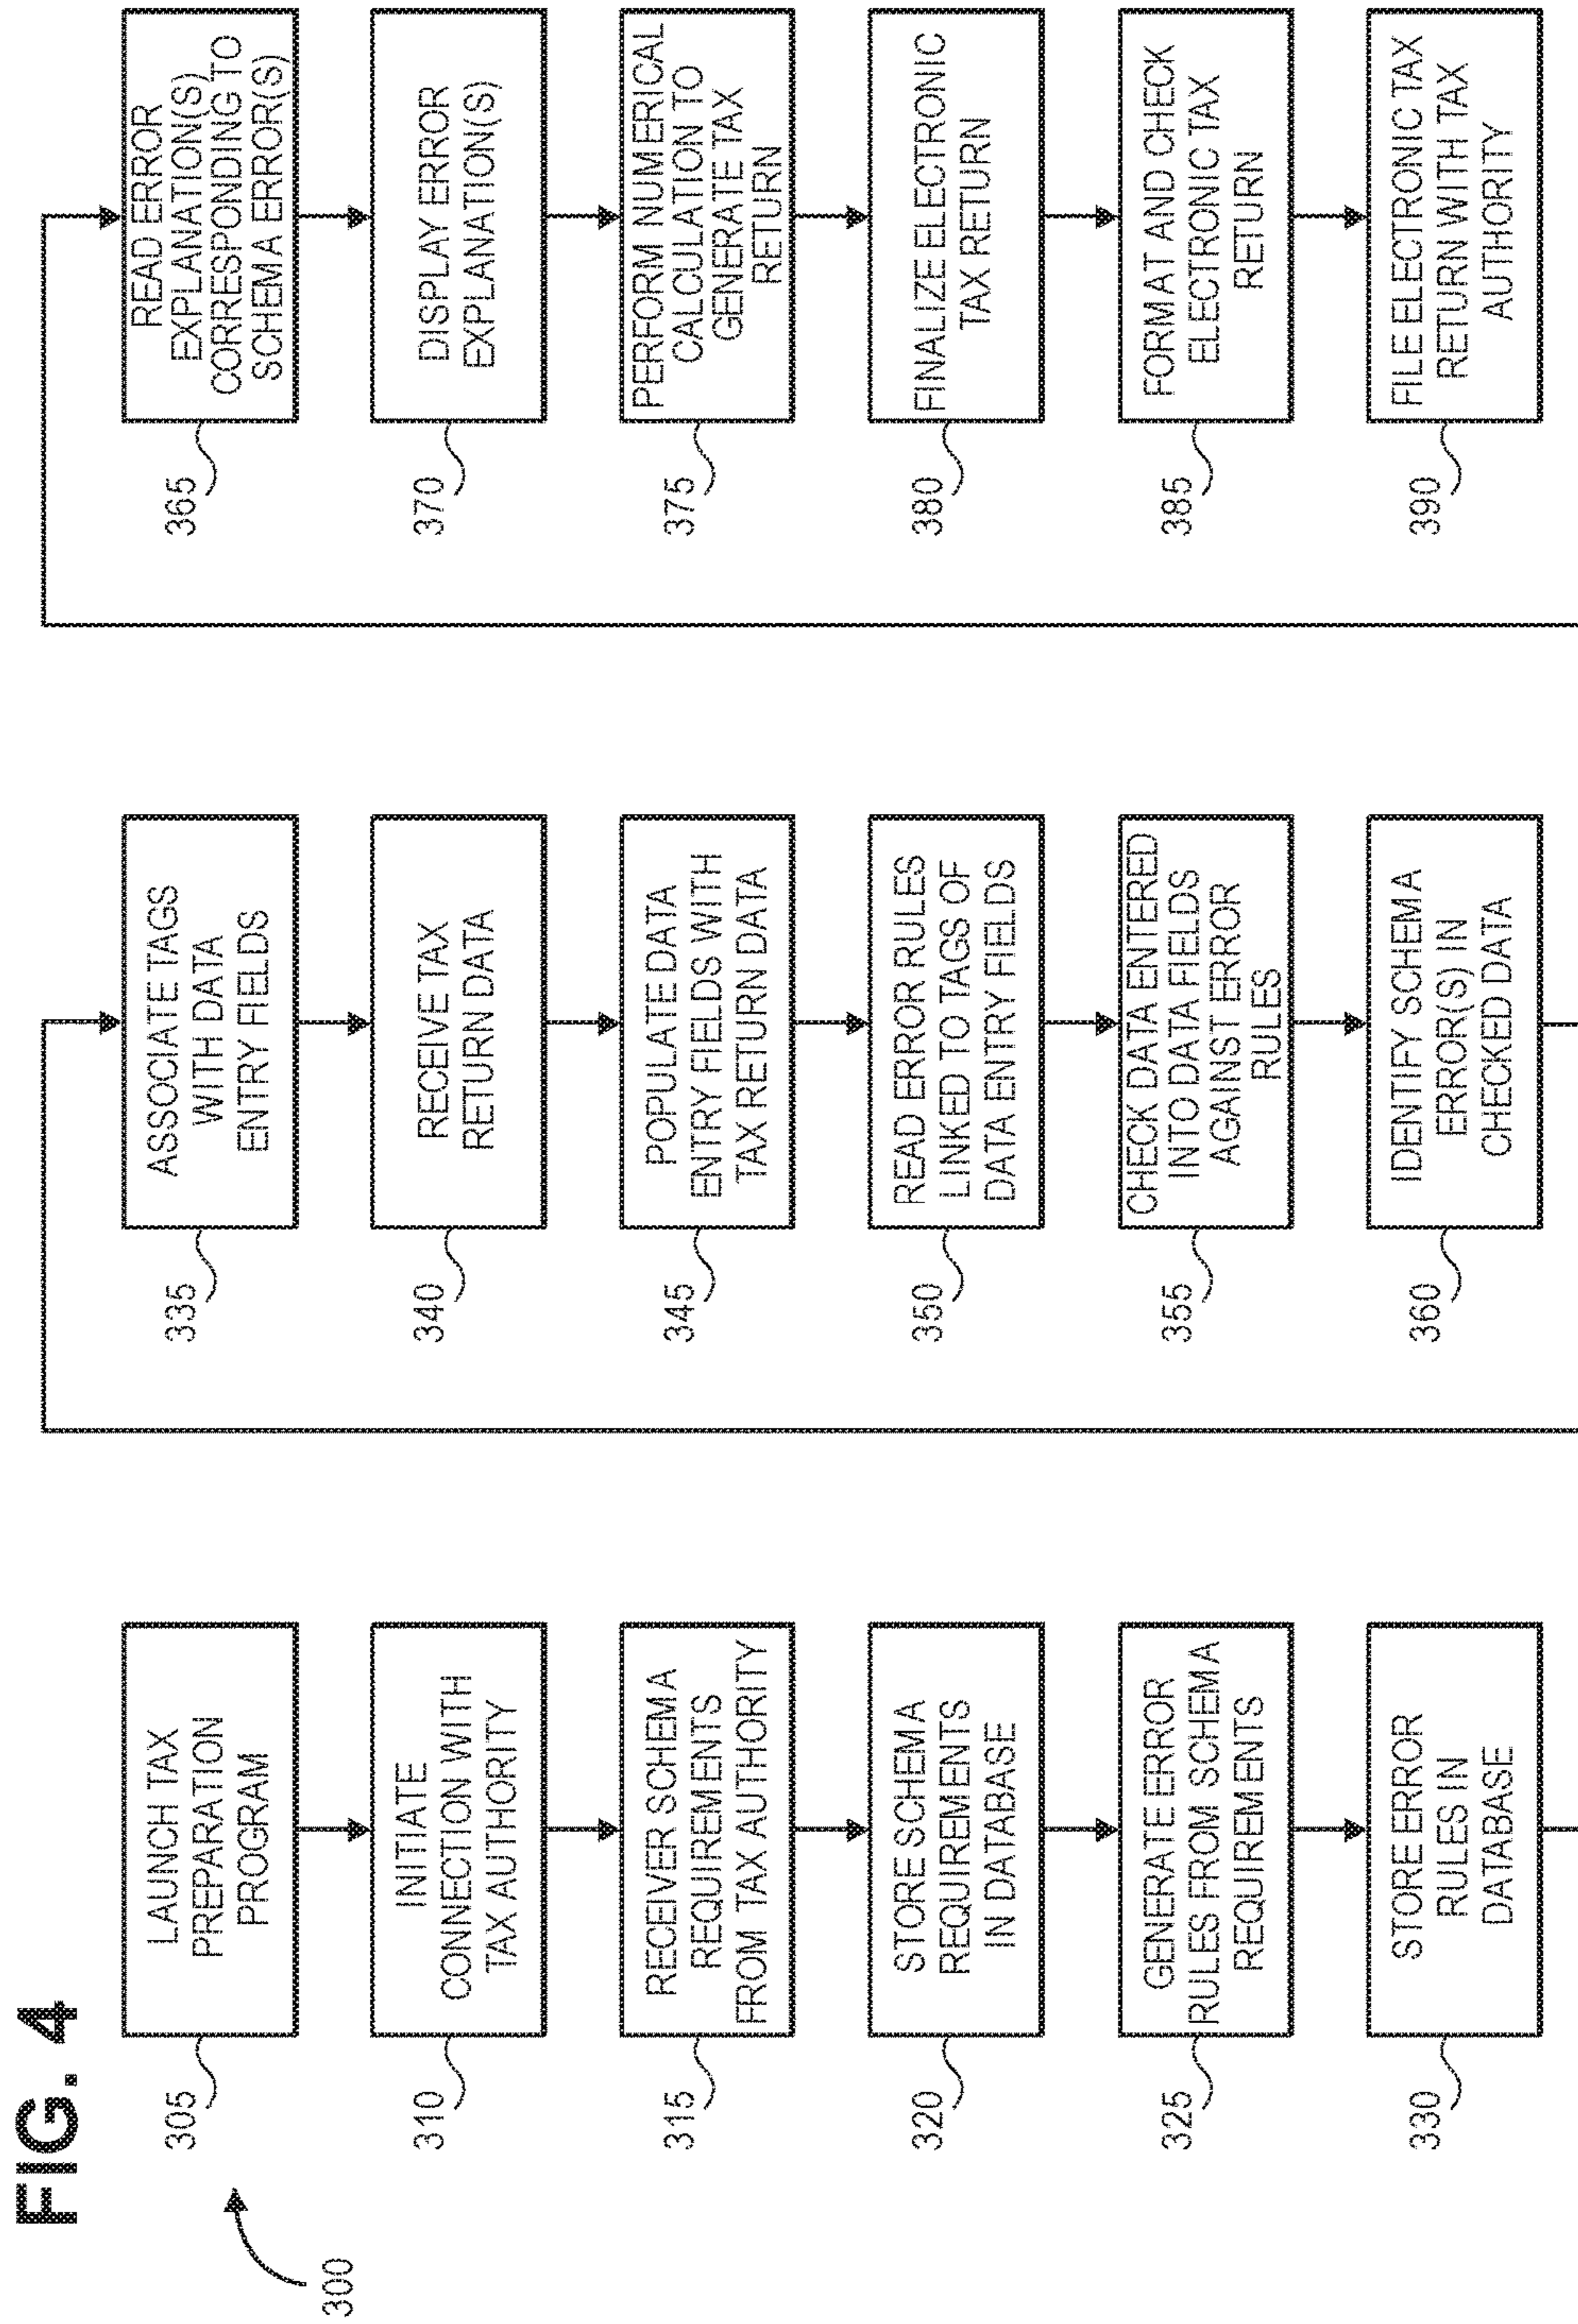 FIG. 4
300
305
LAUNCH TAX
PREPARATION
PROGRAM
310
INITIATE
CONNECTION WITH
TAX AUTHORITY
315
RECEIVER SCHEMA
REQUIREMENTS
FROM TAX AUTHORITY
320
STORE SCHEMA
REQUIREMENTS
IN DATABASE
325
GENERATE ERROR
RULES FROM SCHEMA
REQUIREMENTS
330
STORE ERROR
RULES IN
DATABASE
335
ASSOCIATE TAGS
WITH DATA
ENTRY FIELDS
340
RECEIVE TAX
RETURN DATA
345
POPULATE DATA
ENTRY FIELDS WITH
TAX RETURN DATA
350
READ ERROR RULES
LINKED TO TAGS OF
DATA ENTRY FIELDS
355
CHECK DATA ENTERED
INTO DATA FIELDS
AGAINST ERROR
RULES
360
IDENTIFY SCHEMA
ERROR(S) IN
CHECKED DATA
365
READ ERROR
EXPLANATION(S)
CORRESPONDING TO
SCHEMA ERROR(S)
370
DISPLAY ERROR
EXPLANATION(S)
375
PERFORM NUMERICAL
CALCULATION TO
GENERATE TAX
RETURN
380
FINALIZE ELECTRONIC
TAX RETURN
385
FORMAT AND CHECK
ELECTRONIC TAX
RETURN
390
FILE ELECTRONIC TAX
RETURN WITH TAX
AUTHORITY